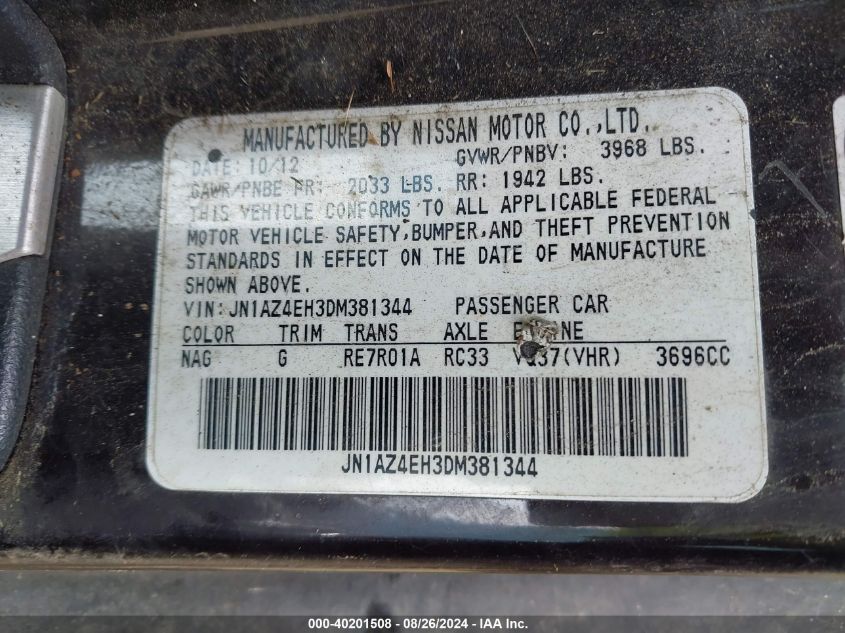 MANUFACTURED BY NISSAN MOTOR CO.,LTD.
DATE: 10/12 GVWR/PNBV: 3968 LBS.
GAWR/PNBE FR: 2033 LBS. RR: 1942 LBS.
THIS VEHICLE CONFORMS TO ALL APPLICABLE FEDERAL
MOTOR VEHICLE SAFETY,BUMPER,AND THEFT PREVENTION
STANDARDS IN EFFECT ON THE DATE OF MANUFACTURE
SHOWN ABOVE.
VIN:JN1AZ4EH3DM381344 PASSENGER CAR
COLOR TRIM TRANS AXLE ENGINE
NAG G RE7R01A RC33 VQ37(VHR) 3696CC
JN1AZ4EH3DM381344
000-40201508 - 08/26/2024 - IAA Inc.